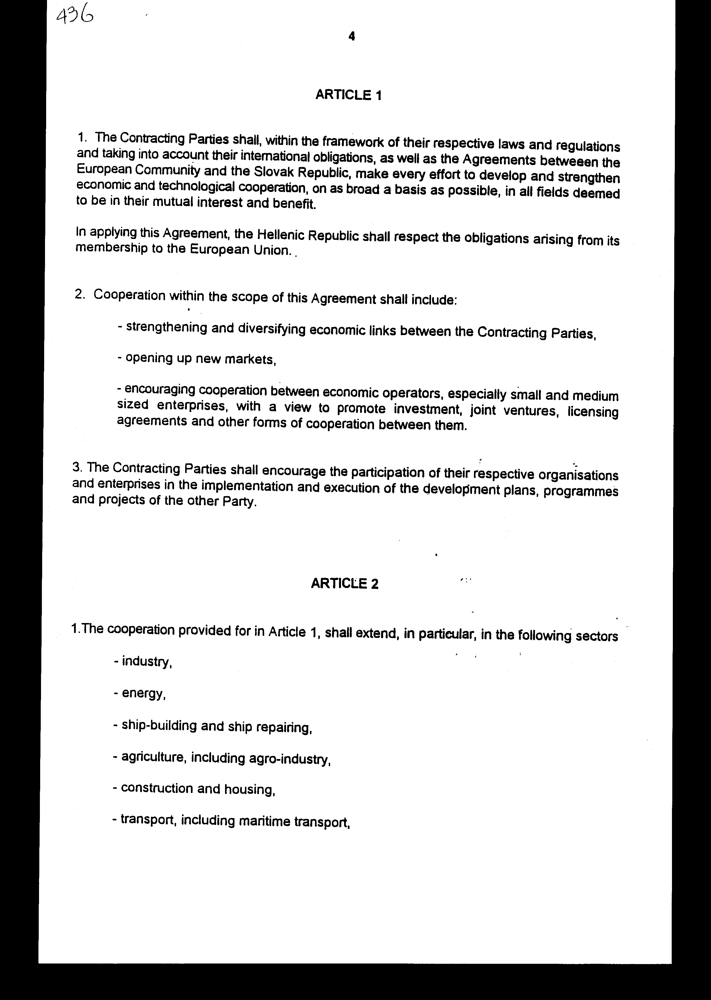 436
4
ARTICLE 1
1. The Contracting Parties shall, within the framework of their respective laws and regulations
and taking into account their international obligations, as well as the Agreements betweeen the
European Community and the Slovak Republic, make every effort to develop and strengthen
economic and technological cooperation, on as broad a basis as possible, in all fields deemed
to be in their mutual interest and benefit.
In applying this Agreement, the Hellenic Republic shall respect the obligations arising from its
membership to the European Union.
2. Cooperation within the scope of this Agreement shall include:
- strengthening and diversifying economic links between the Contracting Parties,
- opening up new markets,
- encouraging cooperation between economic operators, especially small and medium
sized enterprises, with a view to promote investment, joint ventures, licensing
agreements and other forms of cooperation between them.
3. The Contracting Parties shall encourage the participation of their respective organisations
and enterprises in the implementation and execution of the development plans, programmes
and projects of the other Party.
ARTICLE 2
1.The cooperation provided for in Article 1, shall extend, in particular, in the following sectors
- industry,
- energy,
- ship-building and ship repairing,
- agriculture, including agro-industry,
- construction and housing,
- transport, including maritime transport,